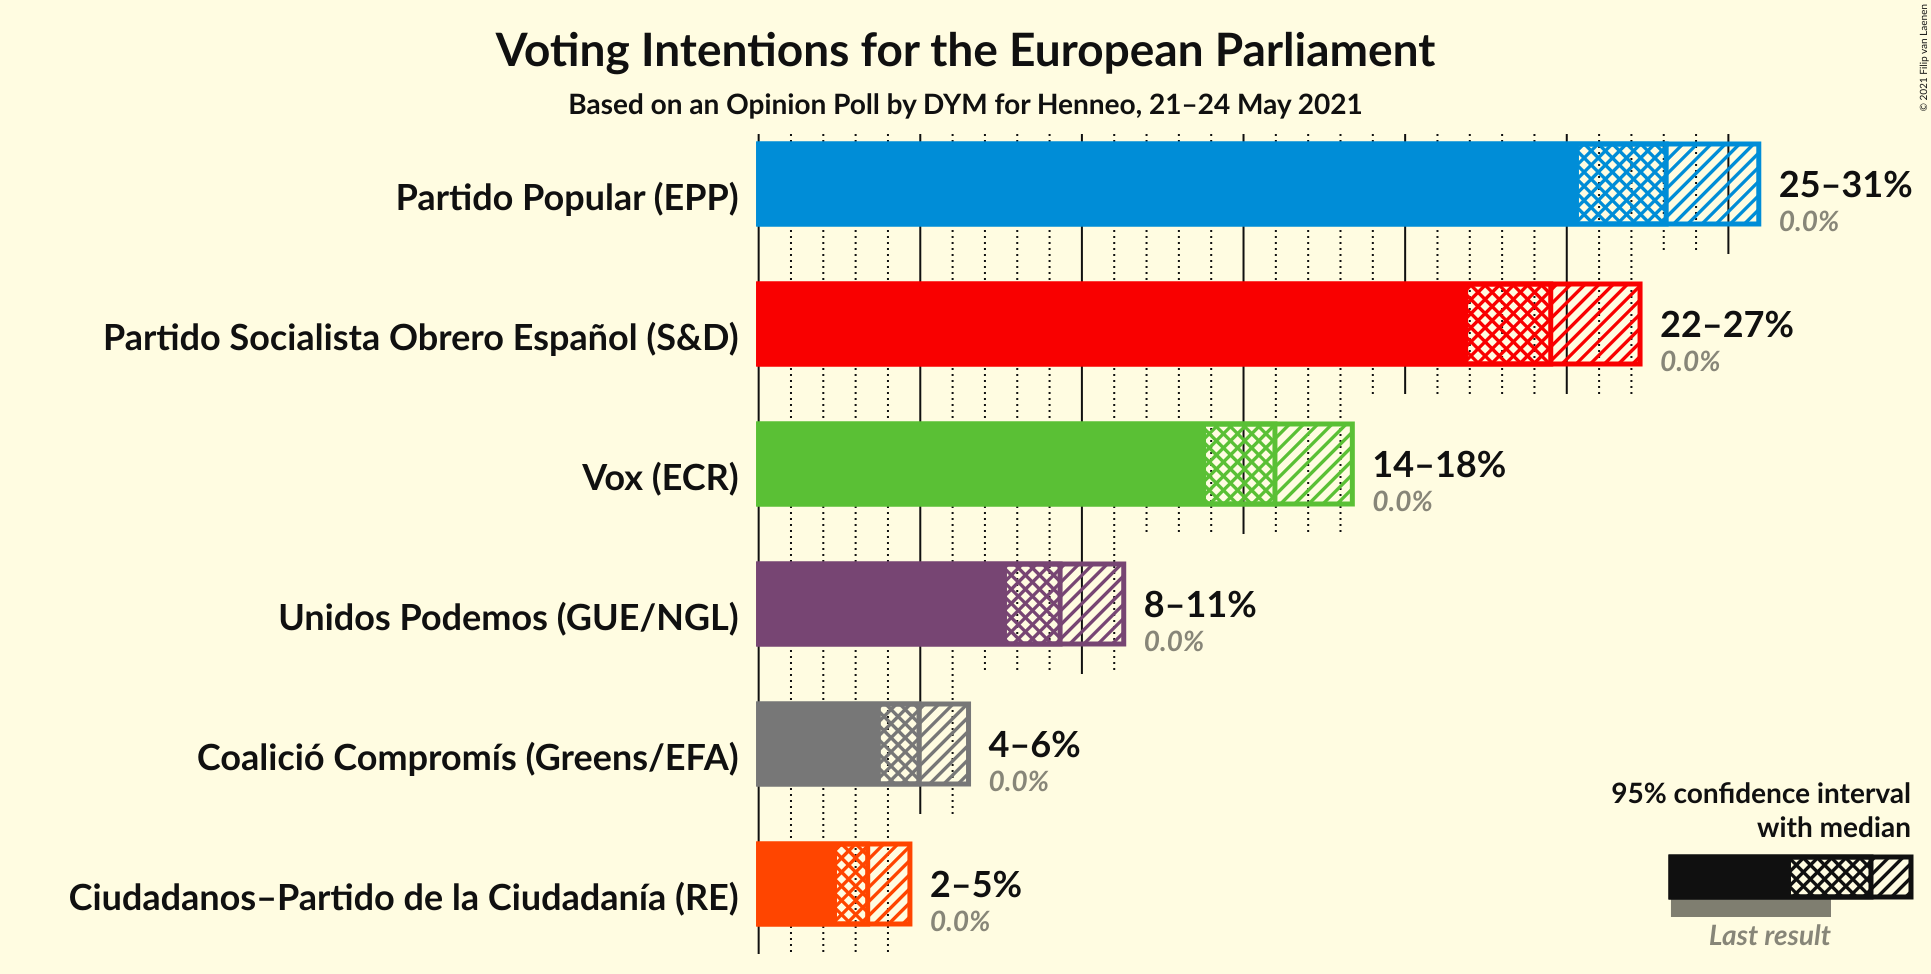 Voting Intentions for the European Parliament
Based on an Opinion Poll by DYM for Henneo, 21–24 May 2021
© 2021 Filip van Laenen
Partido Popular (EPP)
25–31%
0.0%
Partido Socialista Obrero Español (S&D)
22–27%
0.0%
Vox (ECR)
14–18%
0.0%
Unidos Podemos (GUE/NGL)
8–11%
0.0%
Coalició Compromís (Greens/EFA)
4–6%
0.0%
Ciudadanos–Partido de la Ciudadanía (RE)
2–5%
0.0%
95% confidence interval
with median
Last result